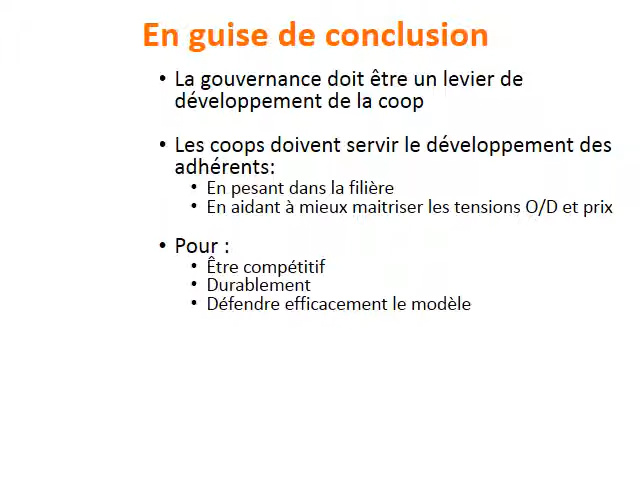 En guise de conclusion
• La gouvernance doit être un levier de
développement de la coop
• Les coops doivent servir le développement des
adhérents:
• En pesant dans la filière
• En aidant à mieux maitriser les tensions O/D et prix
• Pour :
• Être compétitif
• Durablement
• Défendre efficacement le modèle